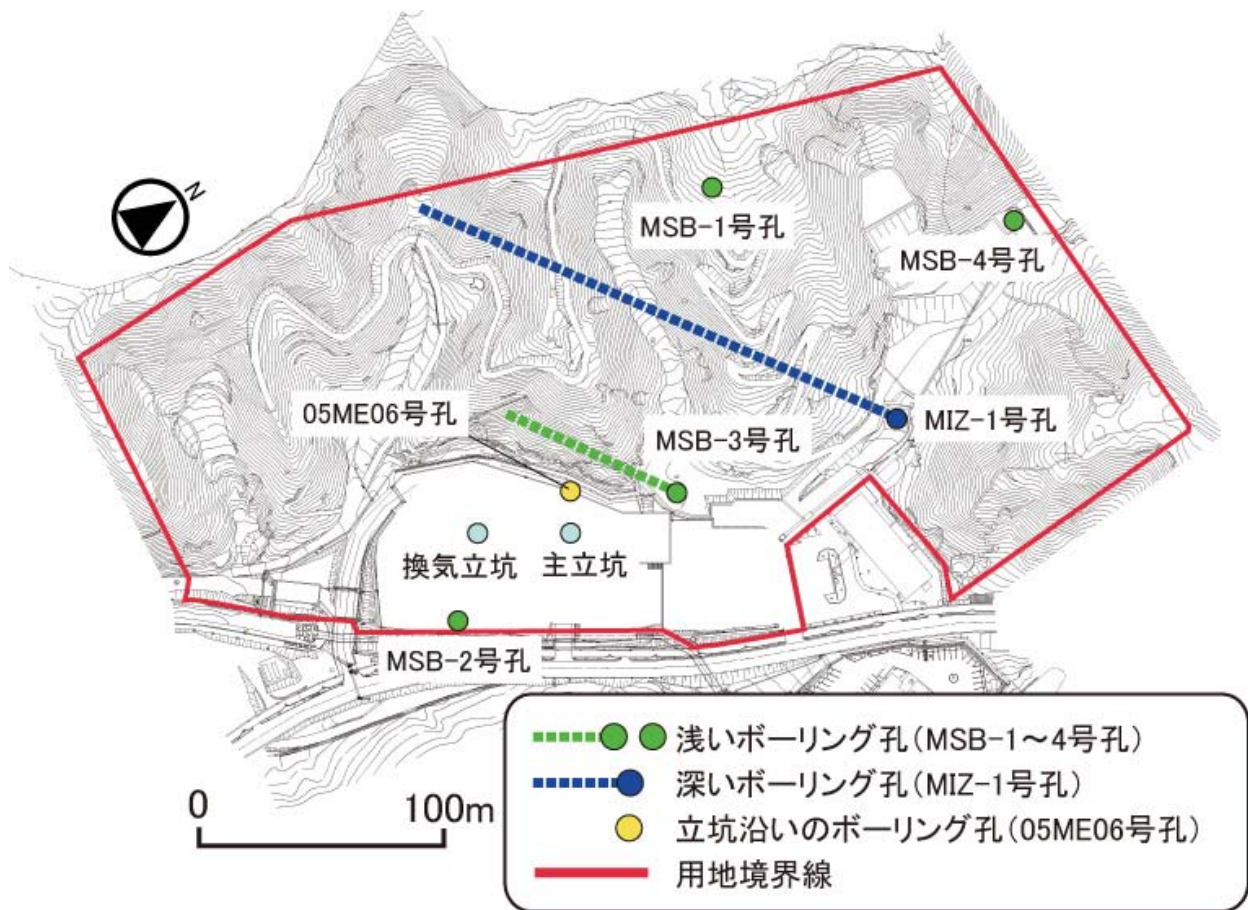 N
MSB-1号孔
MSB-4号孔
05ME06号孔
MSB-3号孔
MIZ-1号孔
換気立坑
主立坑
MSB-2号孔
0
100m
浅いボーリング孔(MSB-1～4号孔)
深いボーリング孔(MIZ-1号孔)
立坑沿いのボーリング孔(05ME06号孔)
用地境界線